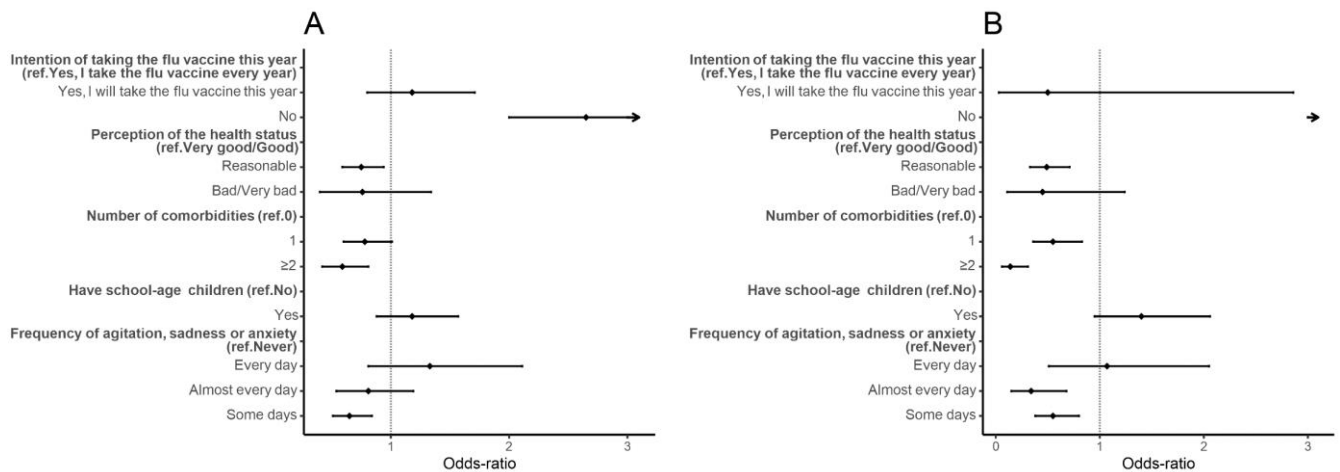 A
Intention of taking the flu vaccine this year
(ref.Yes, I take the flu vaccine every year)
Yes, I will take the flu vaccine this year
No
Perception of the health status
(ref.Very good/Good)
Reasonable
Bad/Very bad
Number of comorbidities (ref.0)
1
≥2
Have school-age children (ref.No)
Yes
Frequency of agitation, sadness or anxiety
(ref.Never)
Every day
Almost every day
Some days
1
2
3
Odds-ratio
B
Intention of taking the flu vaccine this year
(ref.Yes, I take the flu vaccine every year)
Yes, I will take the flu vaccine this year
No
Perception of the health status
(ref.Very good/Good)
Reasonable
Bad/Very bad
Number of comorbidities (ref.0)
1
≥2
Have school-age children (ref.No)
Yes
Frequency of agitation, sadness or anxiety
(ref.Never)
Every day
Almost every day
Some days
0
1
2
3
Odds-ratio